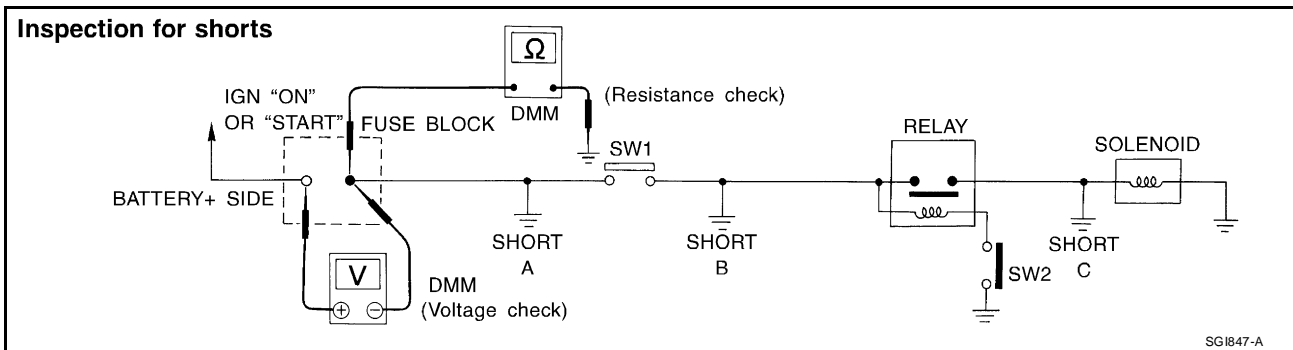 Inspection for shorts
IGN “ON”
OR “START”
FUSE BLOCK
Ω
DMM
(Resistance check)
BATTERY+ SIDE
SW1
RELAY
SOLENOID
SHORT
A
SHORT
B
SHORT
C
SW2
V
+ −
DMM
(Voltage check)
SGI847-A